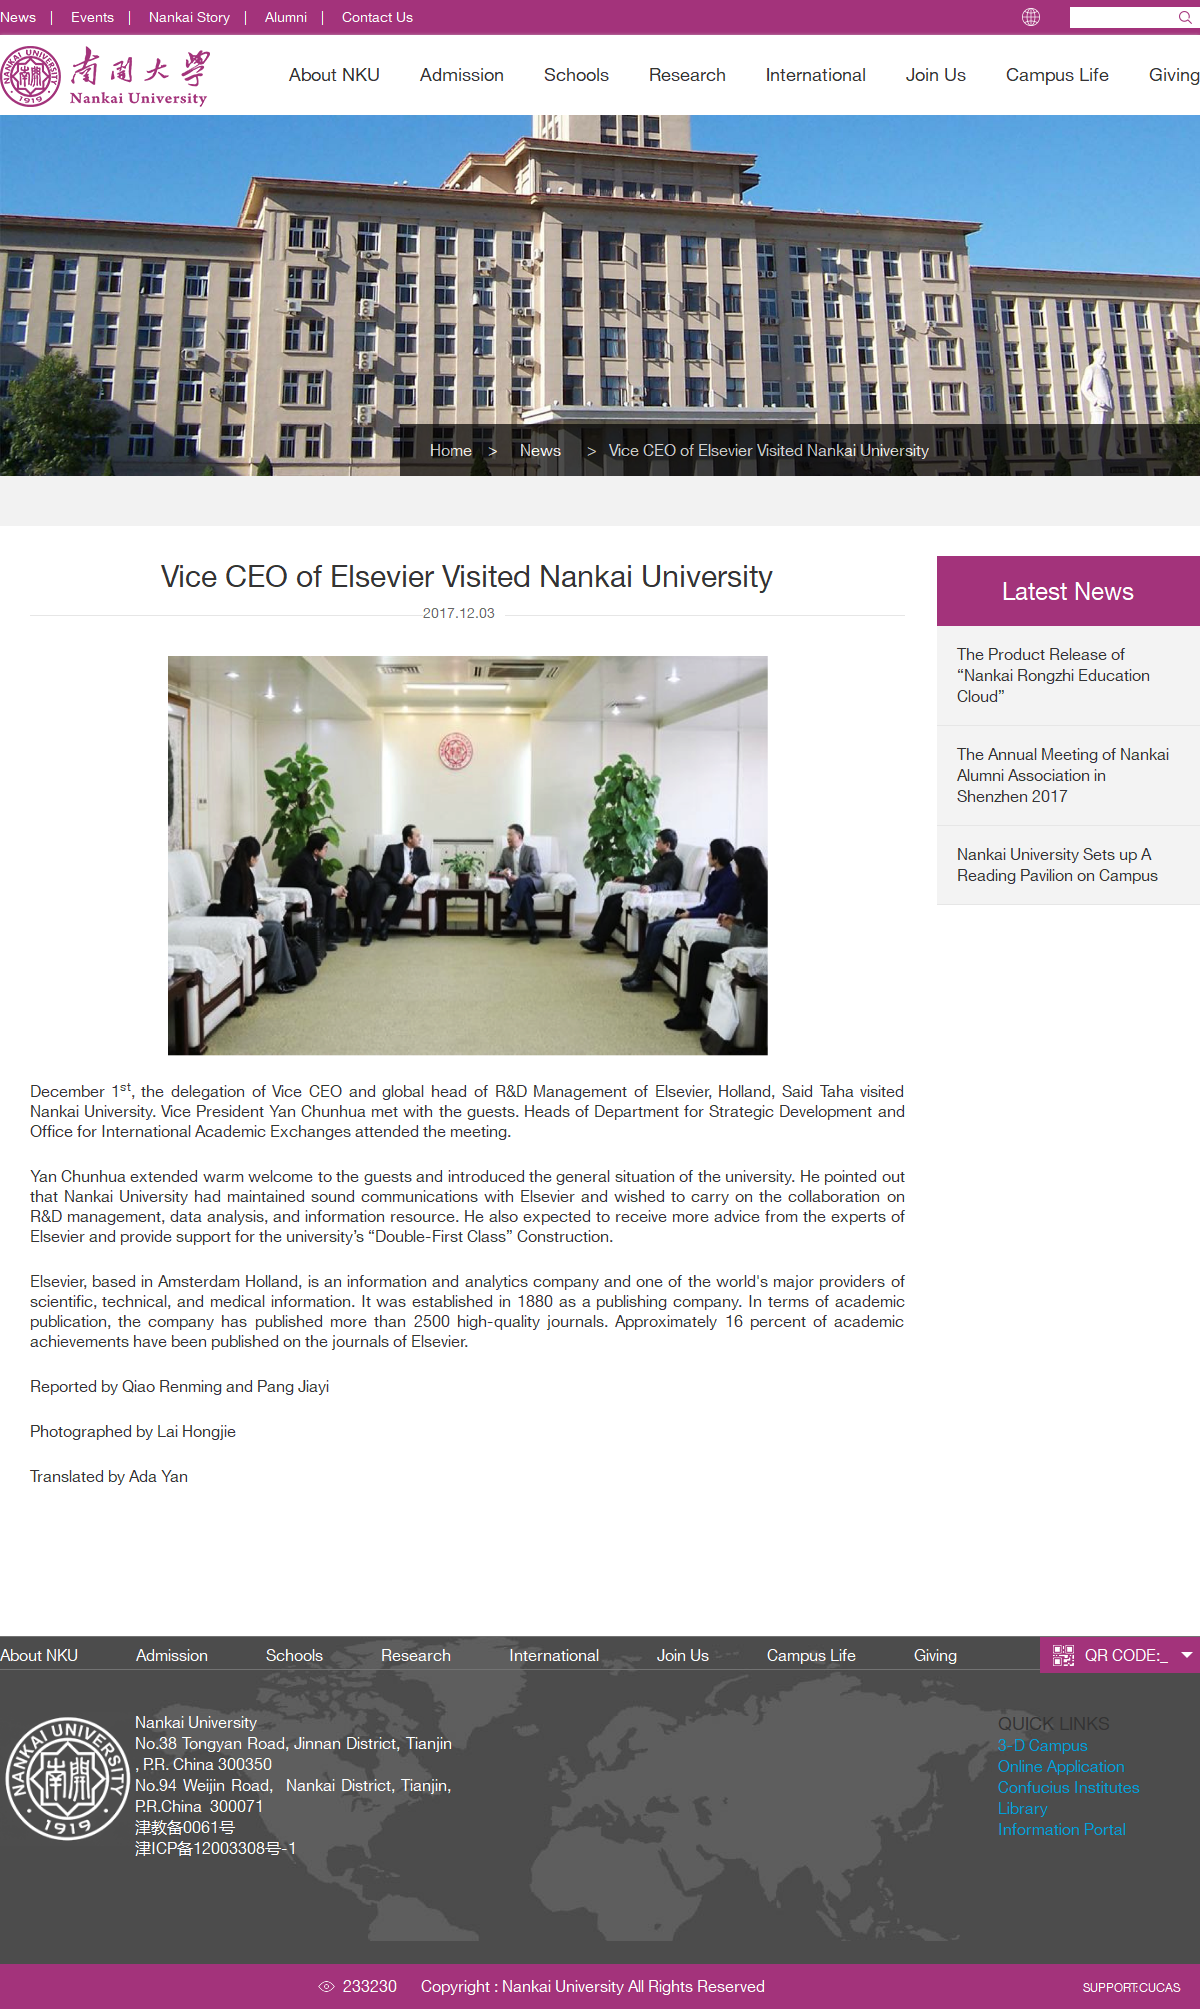 News | Events | Nankai Story | Alumni | Contact Us
NANKAI UNIVERSITY
1919
南開大學
Nankai University
About NKU Admission Schools Research International Join Us Campus Life Giving
Home > News > Vice CEO of Elsevier Visited Nankai University
Vice CEO of Elsevier Visited Nankai University
2017.12.03
Latest News
The Product Release of
“Nankai Rongzhi Education
Cloud”
The Annual Meeting of Nankai
Alumni Association in
Shenzhen 2017
Nankai University Sets up A
Reading Pavilion on Campus
December 1st, the delegation of Vice CEO and global head of R&D Management of Elsevier, Holland, Said Taha visited
Nankai University. Vice President Yan Chunhua met with the guests. Heads of Department for Strategic Development and
Office for International Academic Exchanges attended the meeting.
Yan Chunhua extended warm welcome to the guests and introduced the general situation of the university. He pointed out
that Nankai University had maintained sound communications with Elsevier and wished to carry on the collaboration on
R&D management, data analysis, and information resource. He also expected to receive more advice from the experts of
Elsevier and provide support for the university’s “Double-First Class” Construction.
Elsevier, based in Amsterdam Holland, is an information and analytics company and one of the world's major providers of
scientific, technical, and medical information. It was established in 1880 as a publishing company. In terms of academic
publication, the company has published more than 2500 high-quality journals. Approximately 16 percent of academic
achievements have been published on the journals of Elsevier.
Reported by Qiao Renming and Pang Jiayi
Photographed by Lai Hongjie
Translated by Ada Yan
About NKU Admission Schools Research International Join Us Campus Life Giving QR CODE:_
NANKAI UNIVERSITY
南開
1919
Nankai University
No.38 Tongyan Road, Jinnan District, Tianjin
, P.R. China 300350
No.94 Weijin Road, Nankai District, Tianjin,
P.R.China 300071
津教备0061号
津ICP备12003308号-1
QUICK LINKS
3-D Campus
Online Application
Confucius Institutes
Library
Information Portal
233230 Copyright : Nankai University All Rights Reserved SUPPORT:CUCAS